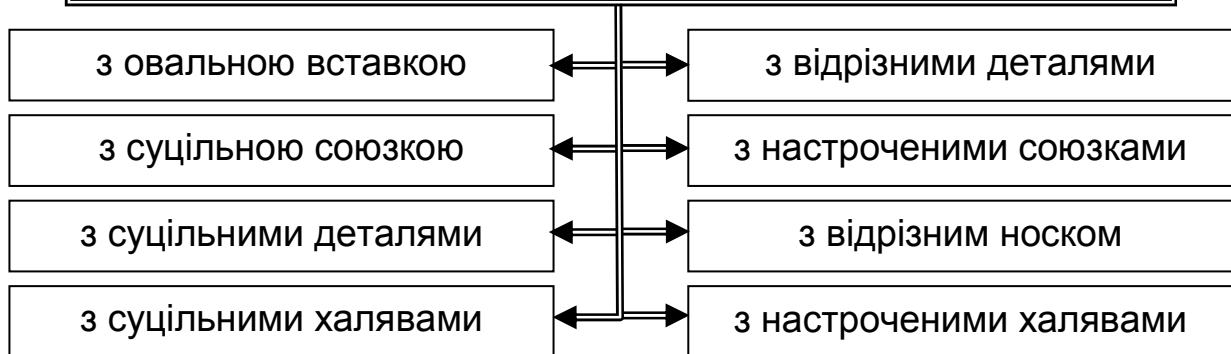 з овальною вставкою
з відрізними деталями
з суцільною союзкою
з настроченими союзками
з суцільними деталями
з відрізним носком
з суцільними халявами
з настроченими халявами